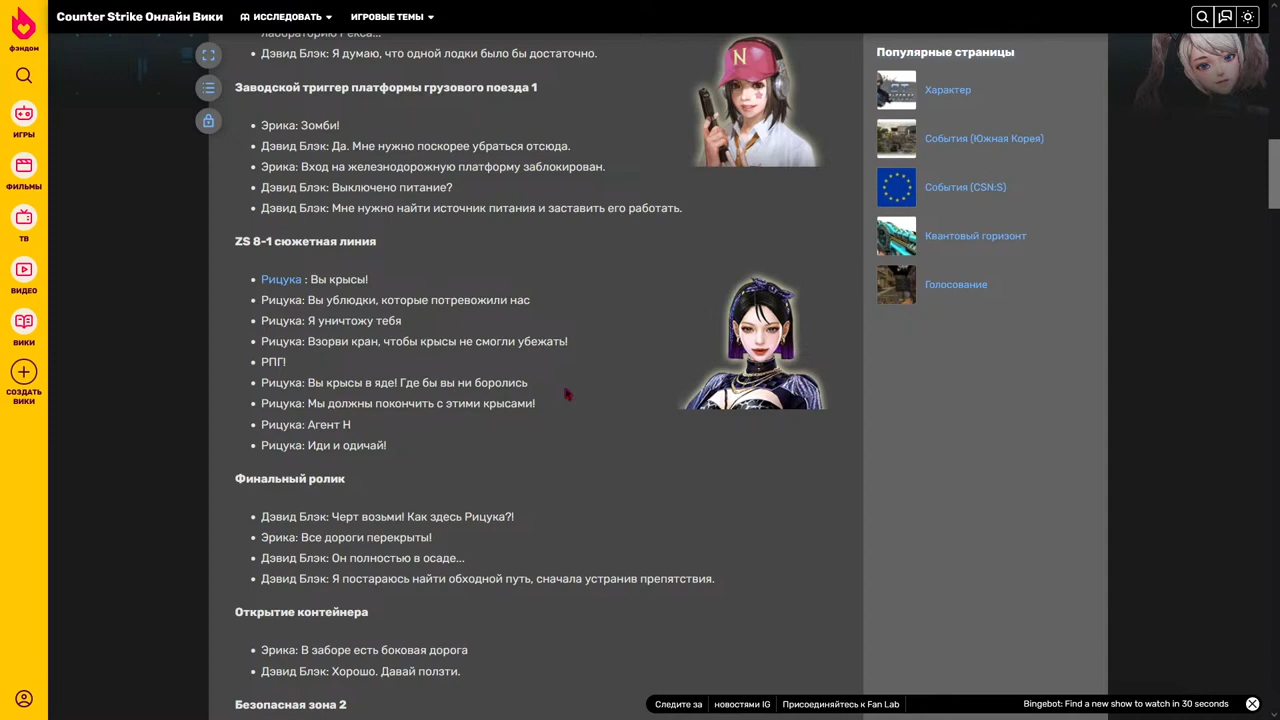 Counter Strike Онлайн Вики
ИССЛЕДОВАТЬ
ИГРОВЫЕ ТЕМЫ
фэндом
ИГРЫ
ФИЛЬМЫ
ТВ
ВИДЕО
ВИКИ
СОЗДАТЬ
ВИКИ
лабораторию Рекса...
Дэвид Блэк: Я думаю, что одной лодки было бы достаточно.
Заводской триггер платформы грузового поезда 1
Эрика: Зомби!
Дэвид Блэк: Да. Мне нужно поскорее убраться отсюда.
Эрика: Вход на железнодорожную платформу заблокирован.
Дэвид Блэк: Выключено питание?
Дэвид Блэк: Мне нужно найти источник питания и заставить его работать.
ZS 8-1 сюжетная линия
Рицука : Вы крысы!
Рицука: Вы ублюдки, которые потревожили нас
Рицука: Я уничтожу тебя
Рицука: Взорви кран, чтобы крысы не смогли убежать!
РПГ!
Рицука: Вы крысы в яде! Где бы вы ни боролись
Рицука: Мы должны покончить с этими крысами!
Рицука: Агент Н
Рицука: Иди и одичай!
Финальный ролик
Дэвид Блэк: Черт возьми! Как здесь Рицука?!
Эрика: Все дороги перекрыты!
Дэвид Блэк: Он полностью в осаде...
Дэвид Блэк: Я постараюсь найти обходной путь, сначала устранив препятствия.
Открытие контейнера
Эрика: В заборе есть боковая дорога
Дэвид Блэк: Хорошо. Давай ползти.
Безопасная зона 2
N
Популярные страницы
Характер
События (Южная Корея)
События (CSN:S)
Квантовый горизонт
Голосование
Следите за
новостями IG
Присоединяйтесь к Fan Lab
Bingebot: Find a new show to watch in 30 seconds